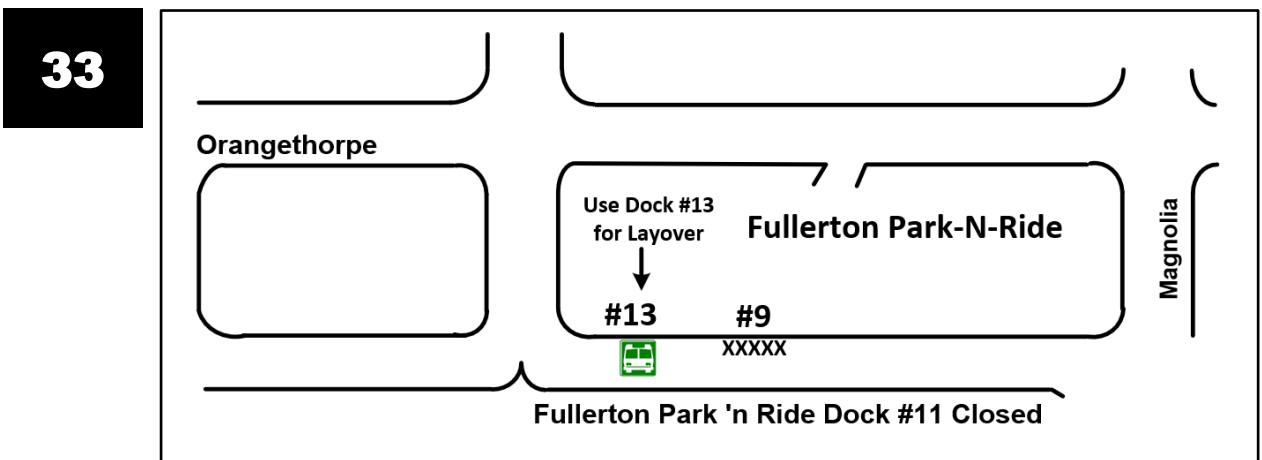 33
Orangethorpe
Use Dock #13
for Layover
Fullerton Park-N-Ride
Magnolia
#13
#9
XXXXX
Fullerton Park 'n Ride Dock #11 Closed